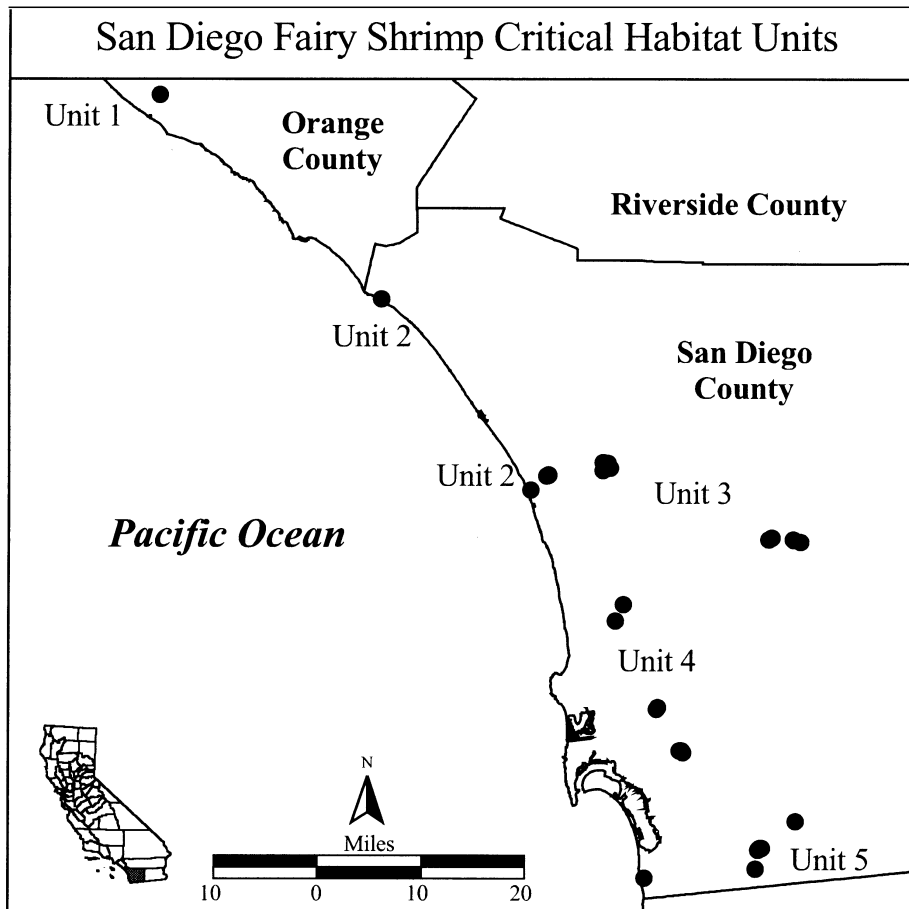 San Diego Fairy Shrimp Critical Habitat Units
Unit 1
Orange
County
Riverside County
Unit 2
San Diego
County
Unit 2
Unit 3
Pacific Ocean
Unit 4
N
Miles
Unit 5
10 0 10 20